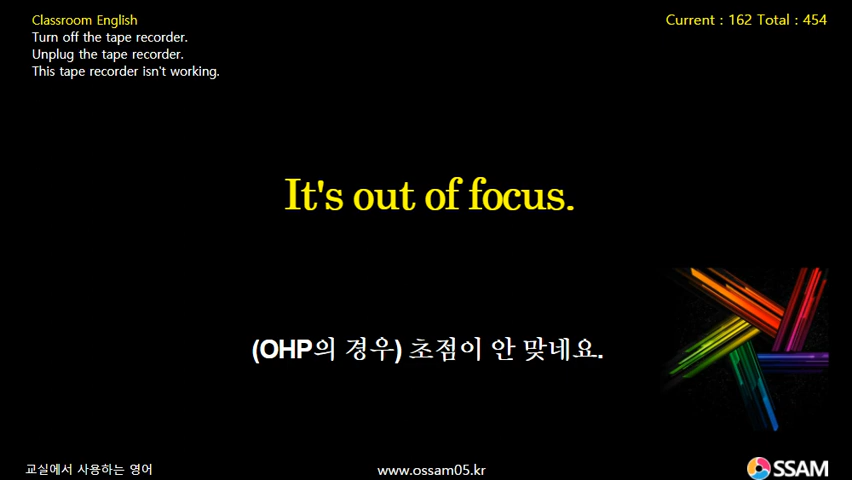 Classroom English
Turn off the tape recorder.
Unplug the tape recorder.
This tape recorder isn't working.
Current : 162 Total : 454
It's out of focus.
(OHP의 경우) 초점이 안 맞네요.
교실에서 사용하는 영어
www.ossam05.kr
SSAM